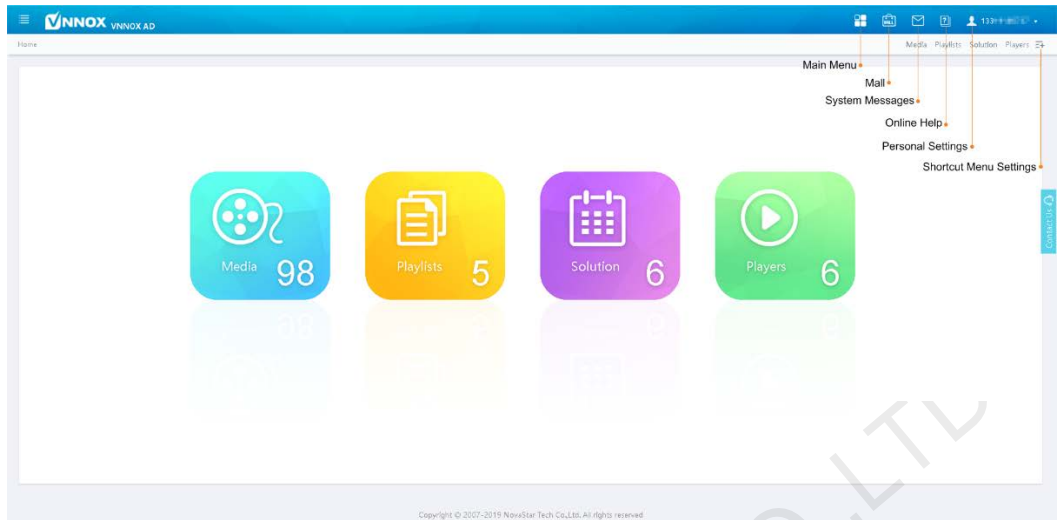 VNNOX VNNOX AD
Home
Media Playlists Solution Players
Main Menu
Mall
System Messages
Online Help
Personal Settings
Shortcut Menu Settings
Contact Us
Media 98
Playlists 5
Solution 6
Players 6
Copyright © 2007-2019 NovaStar Tech Co.,Ltd. All rights reserved